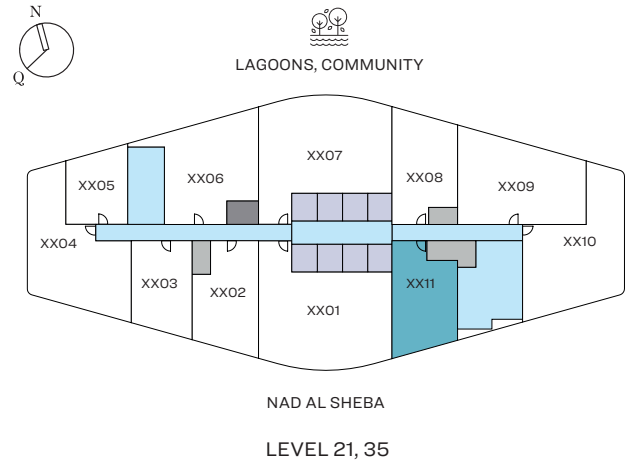 N
Q
LAGOONS, COMMUNITY
XX07
XX05
XX06
XX08
XX09
XX04
XX10
XX03
XX02
XX01
XX11
NAD AL SHEBA
LEVEL 21, 35